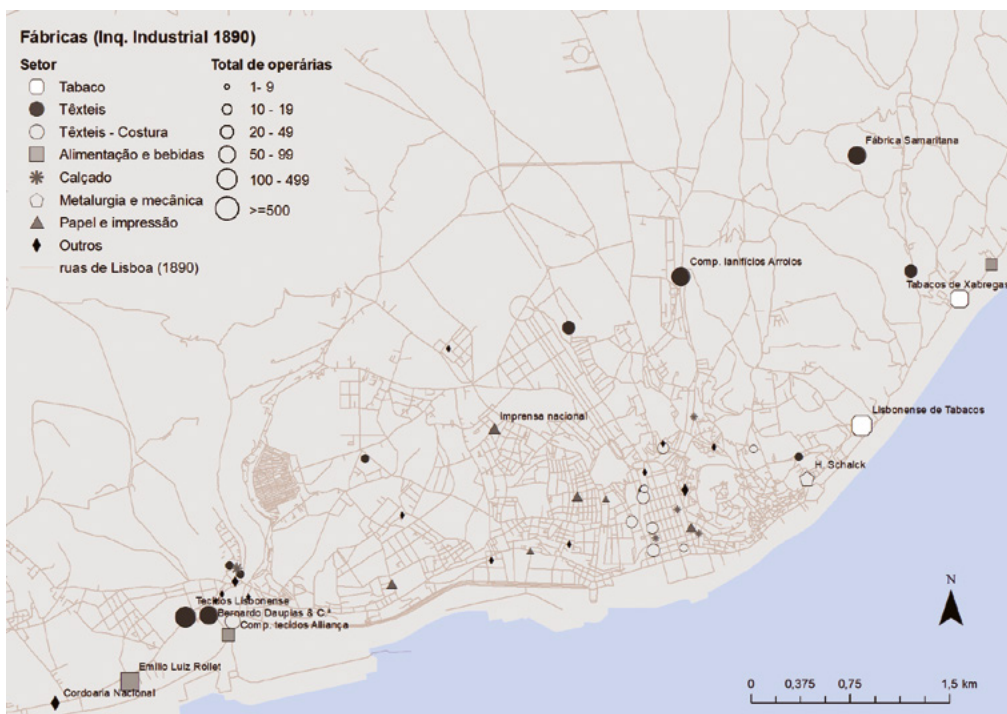 Fábricas (Inq. Industrial 1890)
Setor
Tabaco
Têxteis
Têxteis - Costura
Alimentação e bebidas
Calçado
Metalurgia e mecânica
Papel e impressão
Outros
ruas de Lisboa (1890)
Total de operárias
1- 9
10 - 19
20 - 49
50 - 99
100 - 499
>=500
Fábrica Samaritana
Comp. lanifícios Arroios
Tabacos de Xabregas
Imprensa nacional
Lisbonense de Tabacos
H. Schalck
Tecidos Lisbonense
Bernardo Daupias & C.ª
Comp. tecidos Alliança
Emilio Luiz Rollet
Cordoaria Nacional
N
0 0,375 0,75 1,5 km